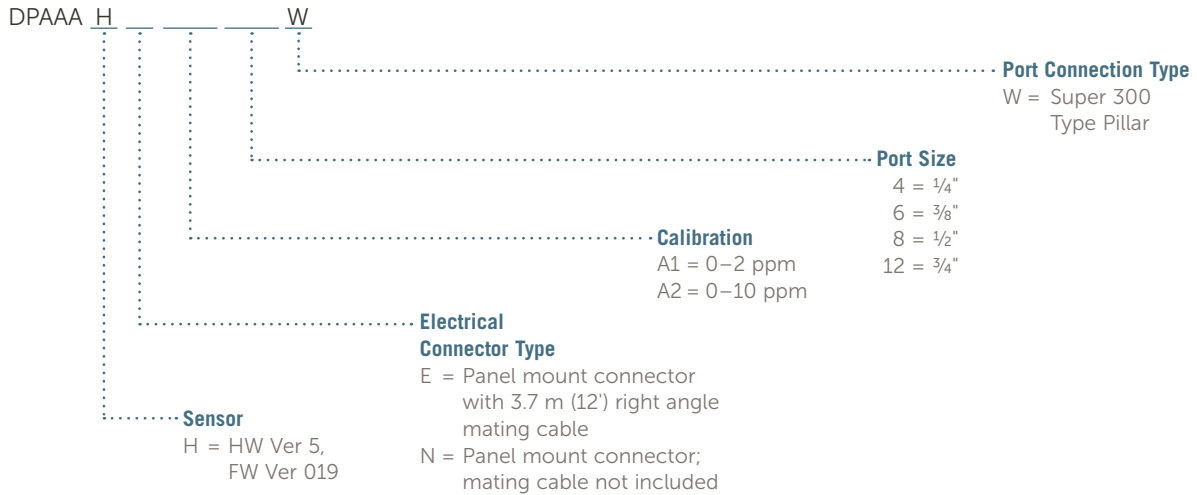 DPAAA H __ ____ ____ W
Port Connection Type
W = Super 300
Type Pillar
Port Size
4 = ¼"
6 = ⅜"
8 = ½"
12 = ¾"
Calibration
A1 = 0–2 ppm
A2 = 0–10 ppm
Electrical
Connector Type
E = Panel mount connector
with 3.7 m (12') right angle
mating cable
N = Panel mount connector;
mating cable not included
Sensor
H = HW Ver 5,
FW Ver 019